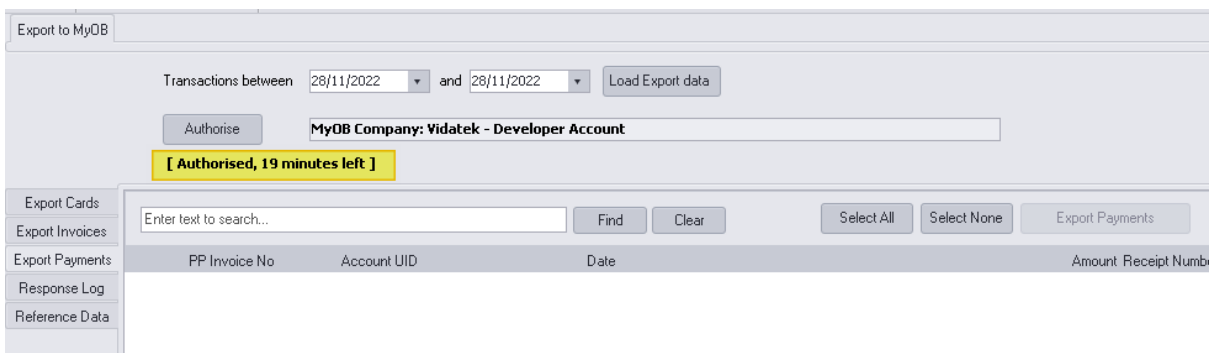 Export to MyOB
Transactions between 28/11/2022 and 28/11/2022 Load Export data
Authorise MyOB Company: Vidatek - Developer Account
[ Authorised, 19 minutes left ]
Export Cards
Enter text to search... Find Clear Select All Select None Export Payments
Export Invoices
Export Payments PP Invoice No Account UID Date Amount Receipt Numb
Response Log
Reference Data